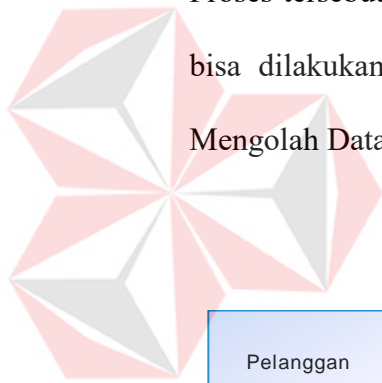 Proses tersebut
bisa dilakukan
Mengolah Data
Pelanggan